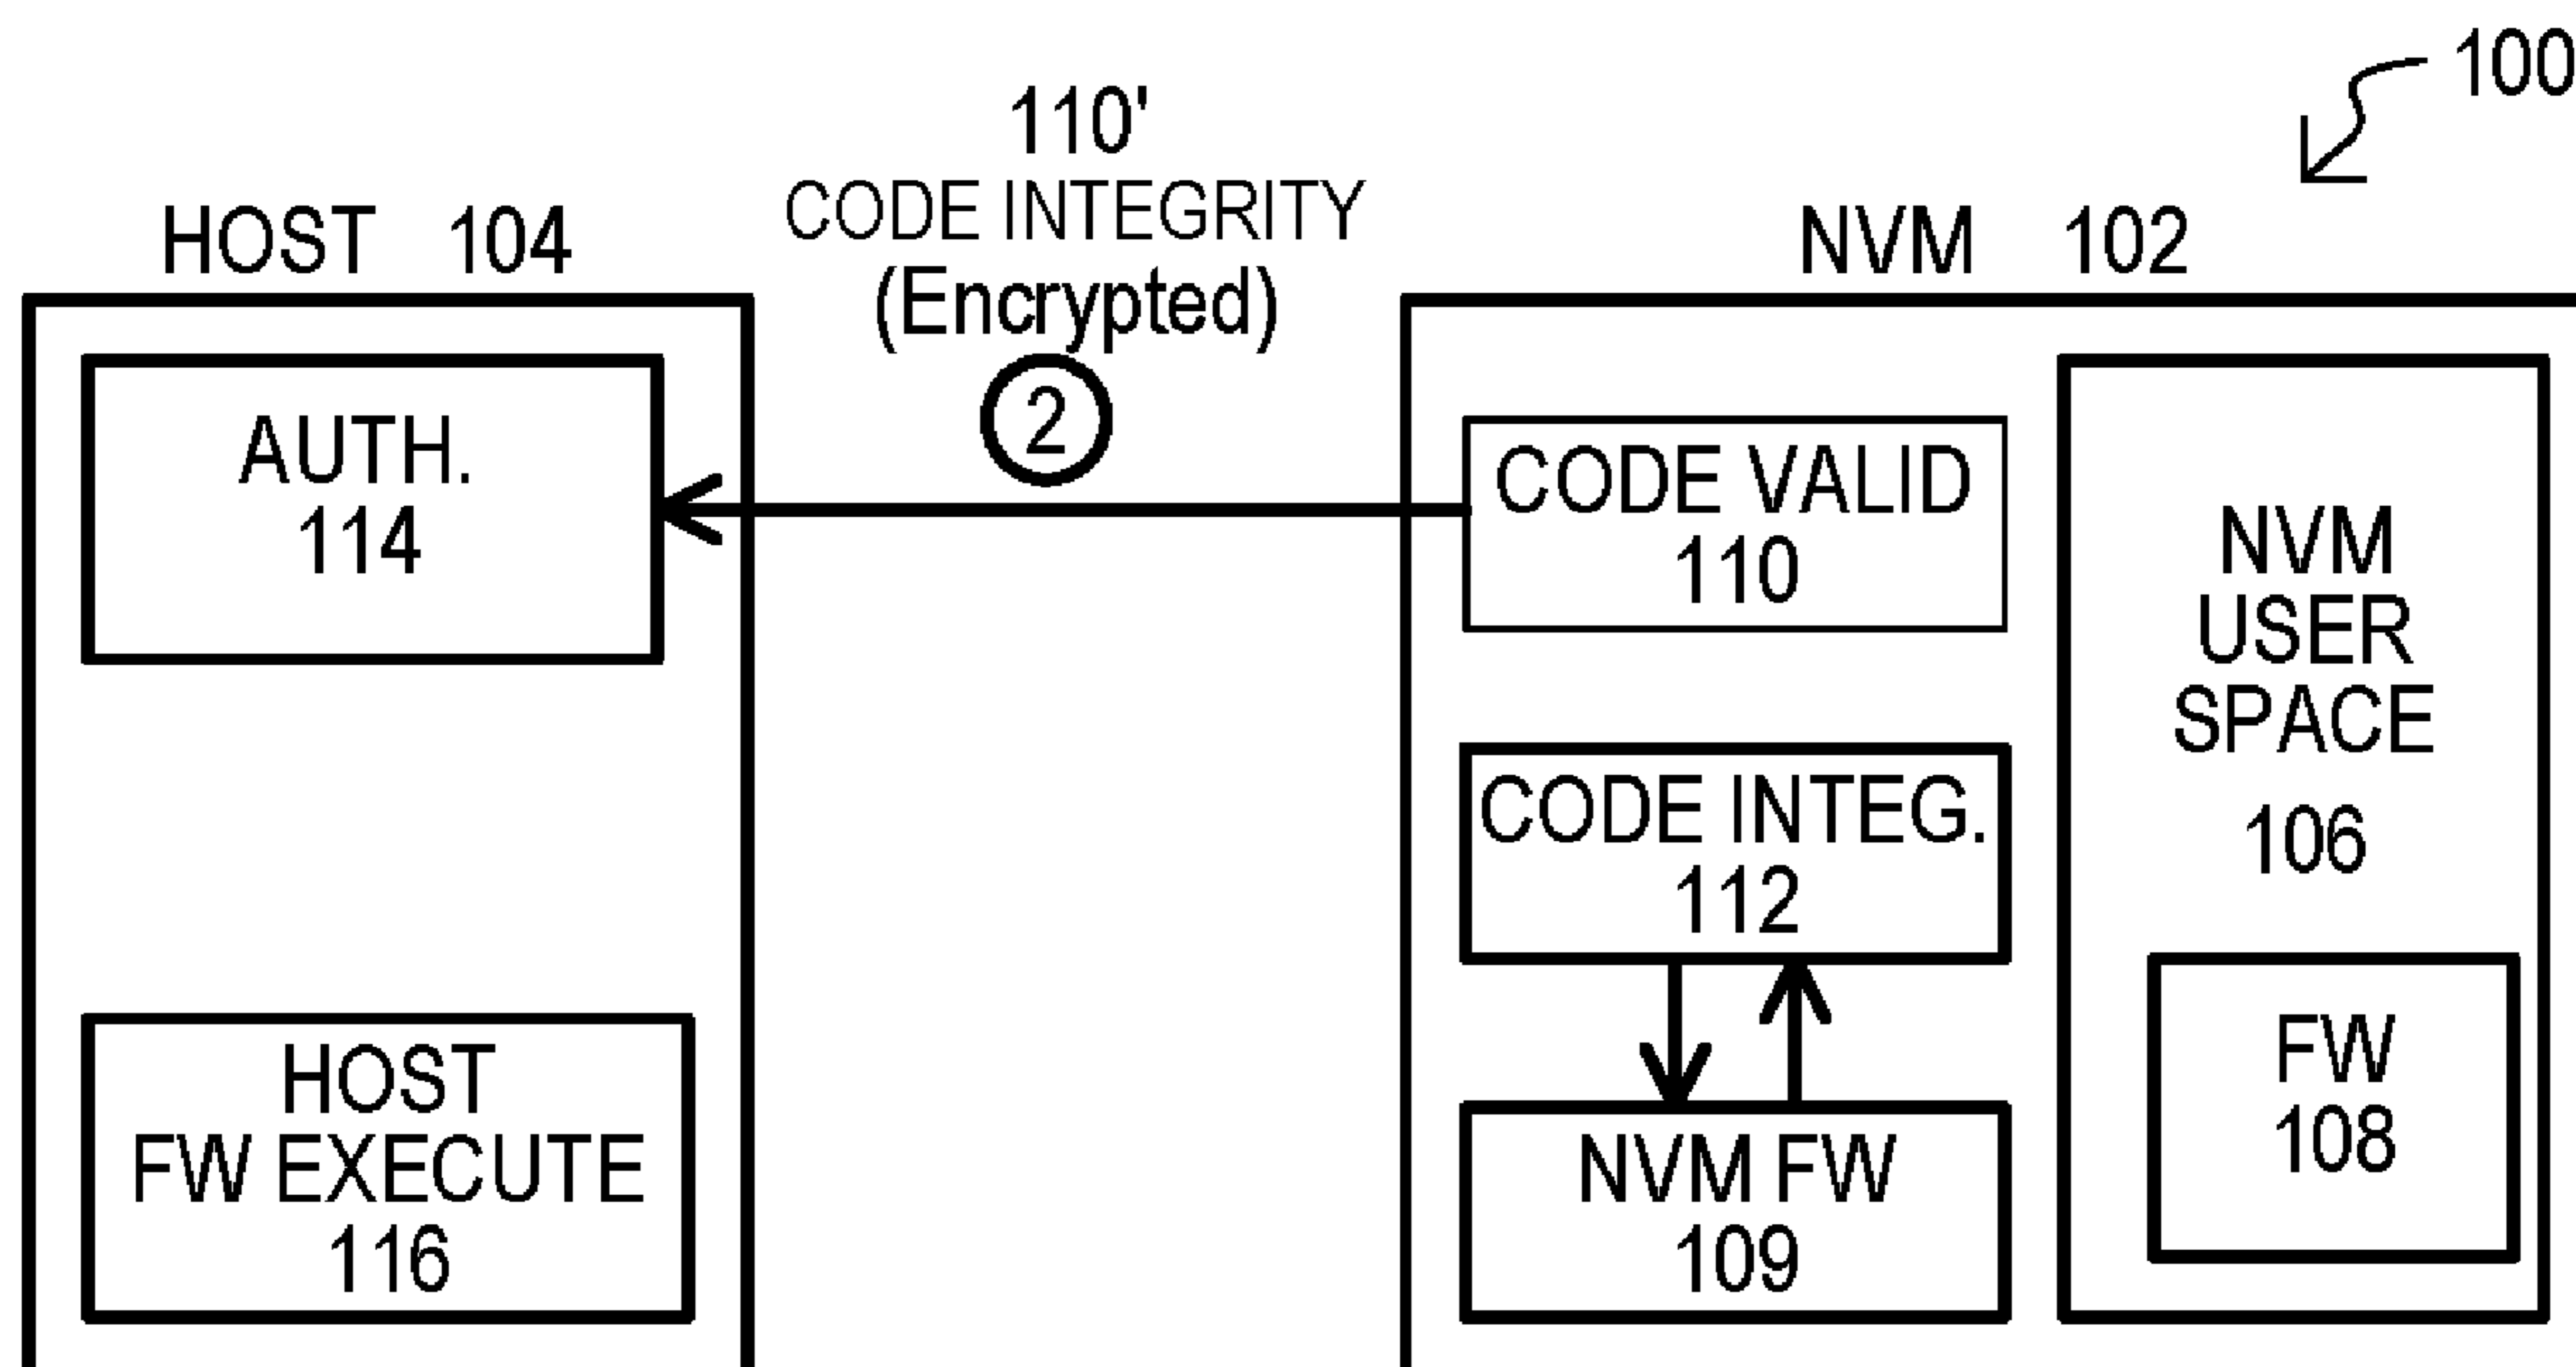 100
110'
CODE INTEGRITY
(Encrypted)
2
HOST 104
AUTH.
114
HOST
FW EXECUTE
116
NVM 102
CODE VALID
110
CODE INTEG.
112
NVM FW
109
NVM
USER
SPACE
106
FW
108